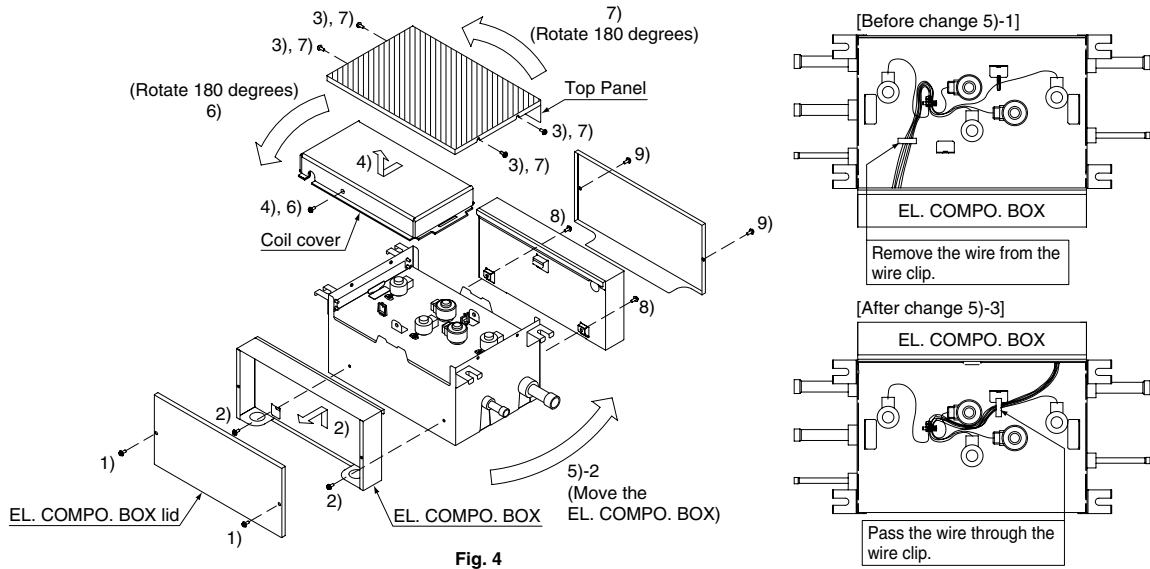 3), 7)
3), 7)
7)
(Rotate 180 degrees)
(Rotate 180 degrees)
6)
Top Panel
3), 7)
3), 7)
4)
4), 6)
Coil cover
9)
8)
9)
8)
2)
2)
1)
2)
EL. COMPO. BOX lid
1)
EL. COMPO. BOX
5)-2
(Move the
EL. COMPO. BOX)
Fig. 4
[Before change 5)-1]
EL. COMPO. BOX
Remove the wire from the
wire clip.
[After change 5)-3]
EL. COMPO. BOX
Pass the wire through the
wire clip.